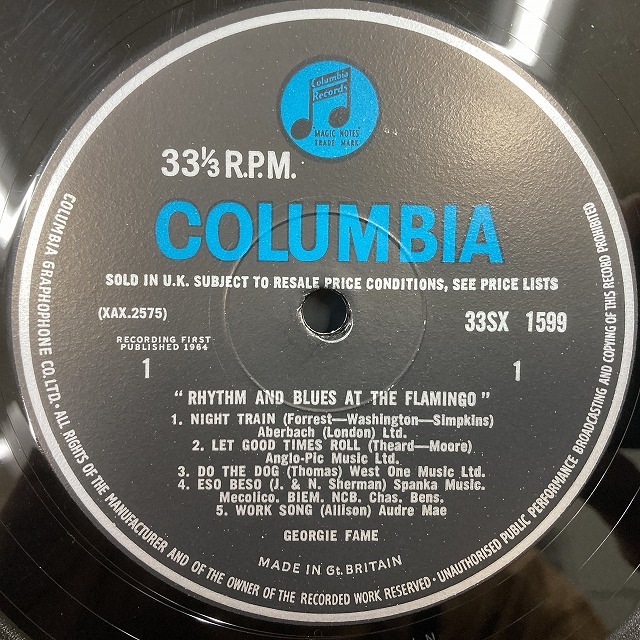 Columbia
Records
MAGIC NOTES
TRADE MARK
33⅓ R.P.M.
COLUMBIA
SOLD IN U.K. SUBJECT TO RESALE PRICE CONDITIONS, SEE PRICE LISTS
(XAX.2575)
33SX 1599
RECORDING FIRST
PUBLISHED 1964
1
1
"RHYTHM AND BLUES AT THE FLAMINGO"
1. NIGHT TRAIN (Forrest—Washington—Simpkins)
Aberbach (London) Ltd.
2. LET GOOD TIMES ROLL (Theard—Moore)
Anglo-Pic Music Ltd.
3. DO THE DOG (Thomas) West One Music Ltd.
4. ESO BESO (J. & N. Sherman) Spanka Music.
Mecolico. BIEM. NCB. Chas. Bens.
5. WORK SONG (Allison) Audre Mae
GEORGIE FAME
MADE IN Gt. BRITAIN
COLUMBIA GRAPHOPHONE CO. LTD. · ALL RIGHTS OF THE MANUFACTURER AND OF THE OWNER OF THE RECORDED WORK RESERVED · UNAUTHORISED PUBLIC PERFORMANCE BROADCASTING AND COPYING OF THIS RECORD PROHIBITED